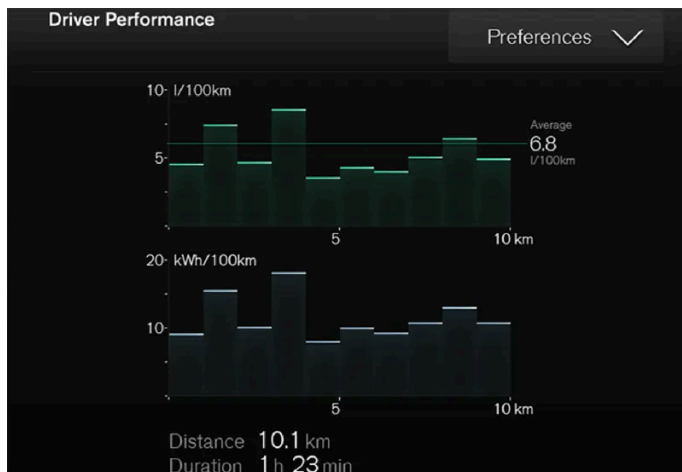 Driver Performance
Preferences
10 l/100km
Average
6.8
l/100km
5
5 10 km
20 kWh/100km
10
5 10 km
Distance 10.1 km
Duration 1 h 23 min